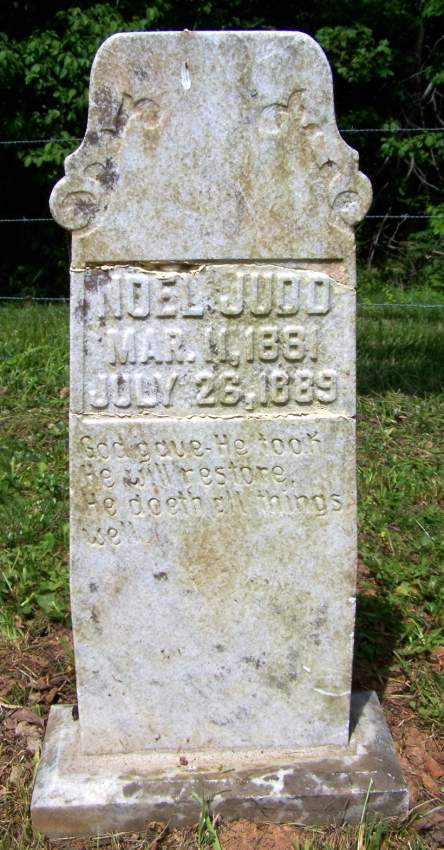 NOEL JUDD
MAR. 11, 1881
JULY 26, 1889
God gave-He took
He will restore.
He doeth all things
well.